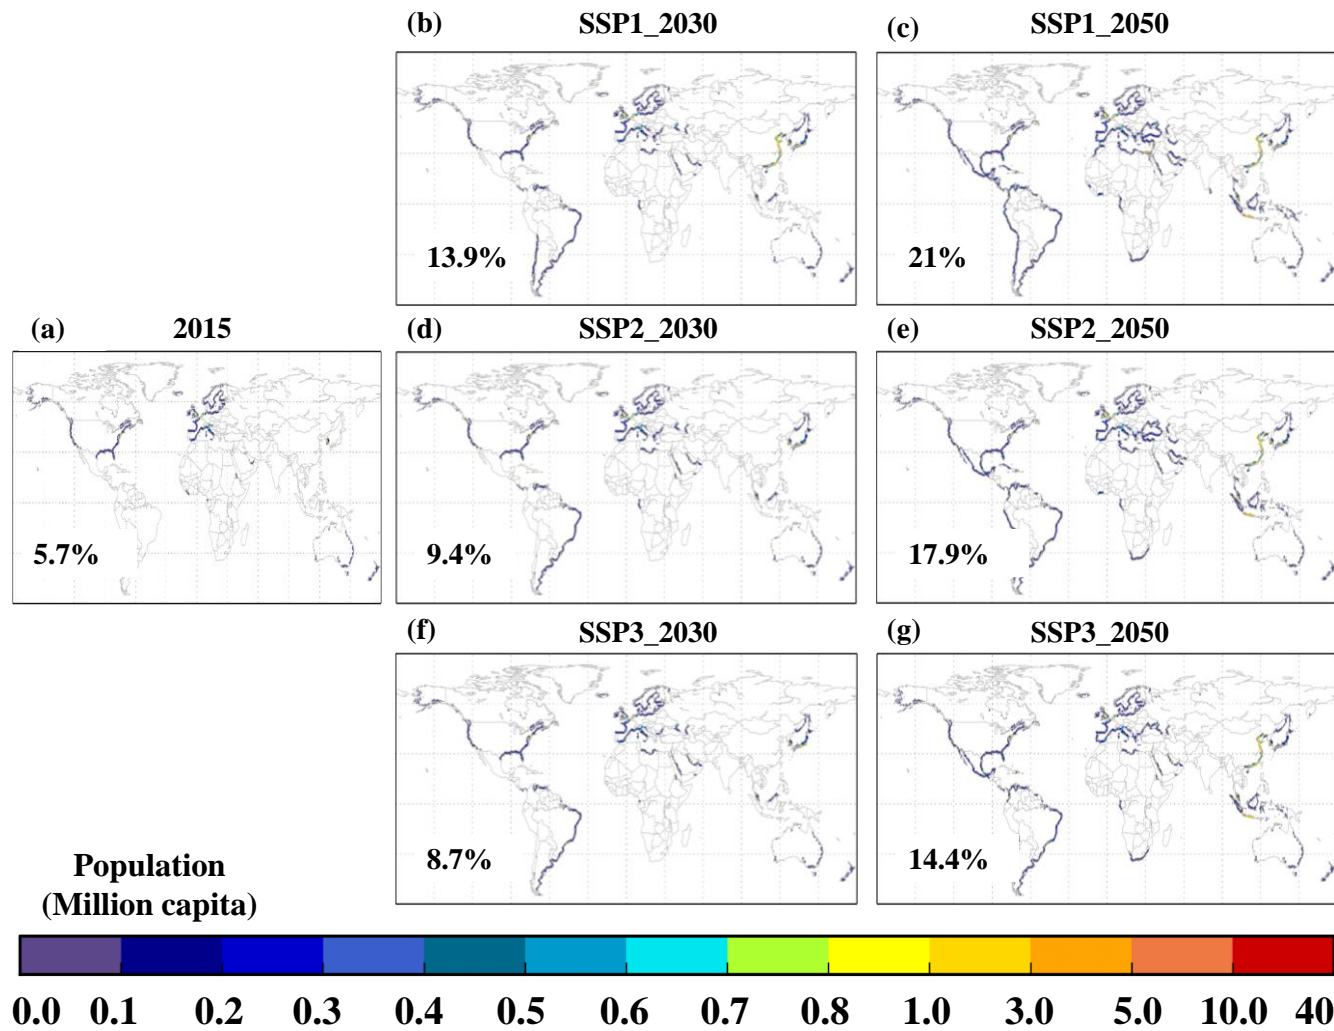 (b) SSP1_2030
(c) SSP1_2050
13.9%
21%
(a) 2015
(d) SSP2_2030
(e) SSP2_2050
5.7%
9.4%
17.9%
(f) SSP3_2030
(g) SSP3_2050
8.7%
14.4%
Population
(Million capita)
0.0 0.1 0.2 0.3 0.4 0.5 0.6 0.7 0.8 1.0 3.0 5.0 10.0 40